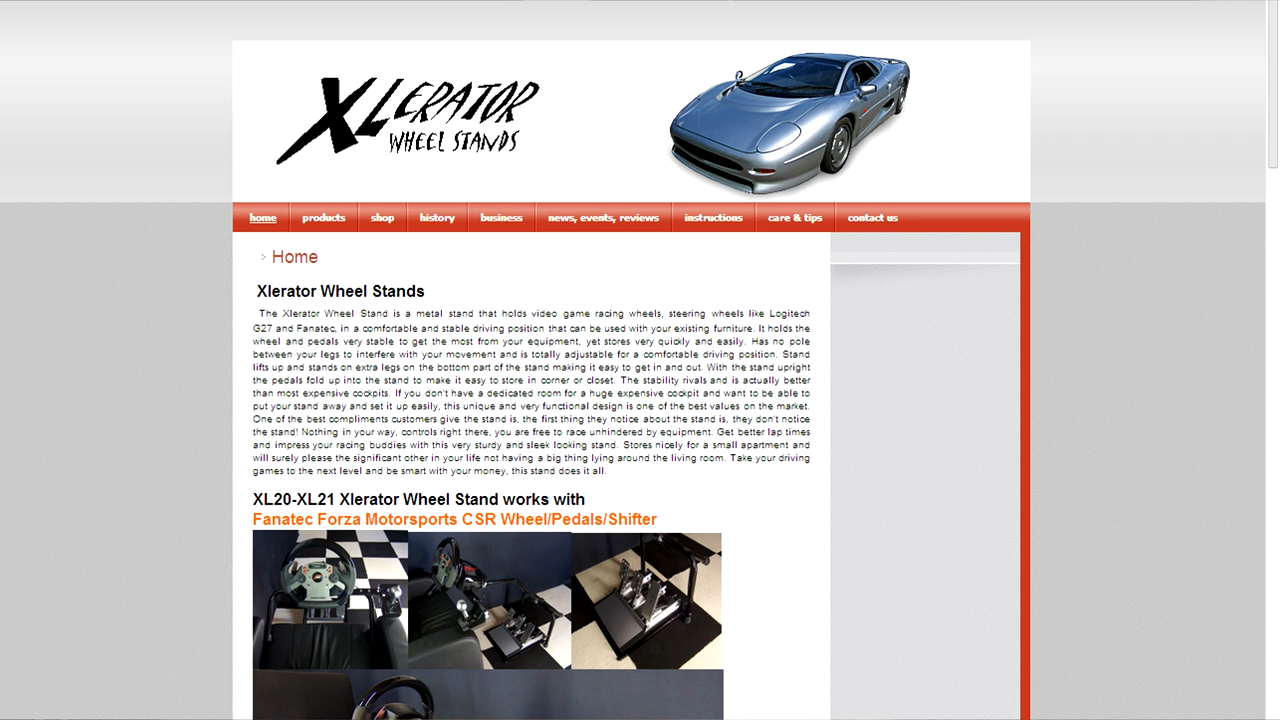 XLERATOR
WHEEL STANDS
home products shop history business news, events, reviews instructions care & tips contact us
Home
Xlerator Wheel Stands
The Xlerator Wheel Stand is a metal stand that holds video game racing wheels, steering wheels like Logitech
G27 and Fanatec, in a comfortable and stable driving position that can be used with your existing furniture. It holds the
wheel and pedals very stable to get the most from your equipment, yet stores very quickly and easily. Has no pole
between your legs to interfere with your movement and is totally adjustable for a comfortable driving position. Stand
lifts up and stands on extra legs on the bottom part of the stand making it easy to get in and out. With the stand upright
the pedals fold up into the stand to make it easy to store in corner or closet. The stability rivals and is actually better
than most expensive cockpits. If you don't have a dedicated room for a huge expensive cockpit and want to be able to
put your stand away and set it up easily, this unique and very functional design is one of the best values on the market.
One of the best compliments customers give the stand is, the first thing they notice about the stand is, they don't notice
the stand! Nothing in your way, controls right there, you are free to race unhindered by equipment. Get better lap times
and impress your racing buddies with this very sturdy and sleek looking stand. Stores nicely for a small apartment and
will surely please the significant other in your life not having a big thing lying around the living room. Take your driving
games to the next level and be smart with your money, this stand does it all.
XL20-XL21 Xlerator Wheel Stand works with
Fanatec Forza Motorsports CSR Wheel/Pedals/Shifter